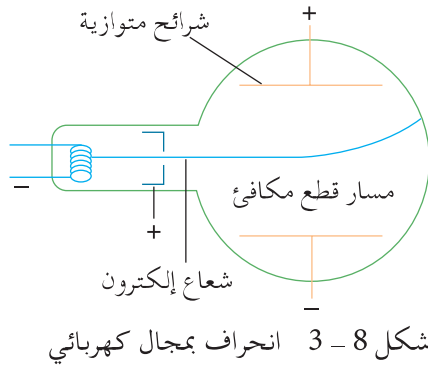 شرائح متوازية
+
مسار قطع مكافئ
−
+
شعاع إلكترون
−
شكل 8 – 3 انحراف بمجال كهربائي